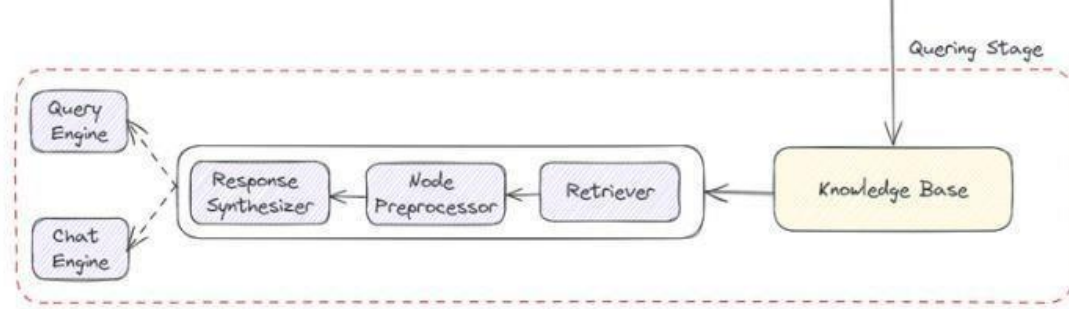 Quering Stage
Query
Engine
Response
Synthesizer
Node
Preprocessor
Retriever
Knowledge Base
Chat
Engine